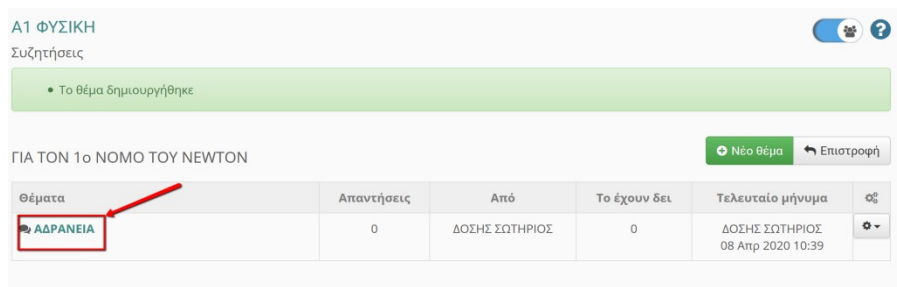 Α1 ΦΥΣΙΚΗ
Συζητήσεις
• Το θέμα δημιουργήθηκε
ΓΙΑ ΤΟΝ 1ο ΝΟΜΟ ΤΟΥ NEWTON
Νέο θέμα Επιστροφή
Θέματα Απαντήσεις Από Το έχουν δει Τελευταίο μήνυμα
ΑΔΡΑΝΕΙΑ 0 ΔΟΣΗΣ ΣΩΤΗΡΙΟΣ 0 ΔΟΣΗΣ ΣΩΤΗΡΙΟΣ
08 Απρ 2020 10:39